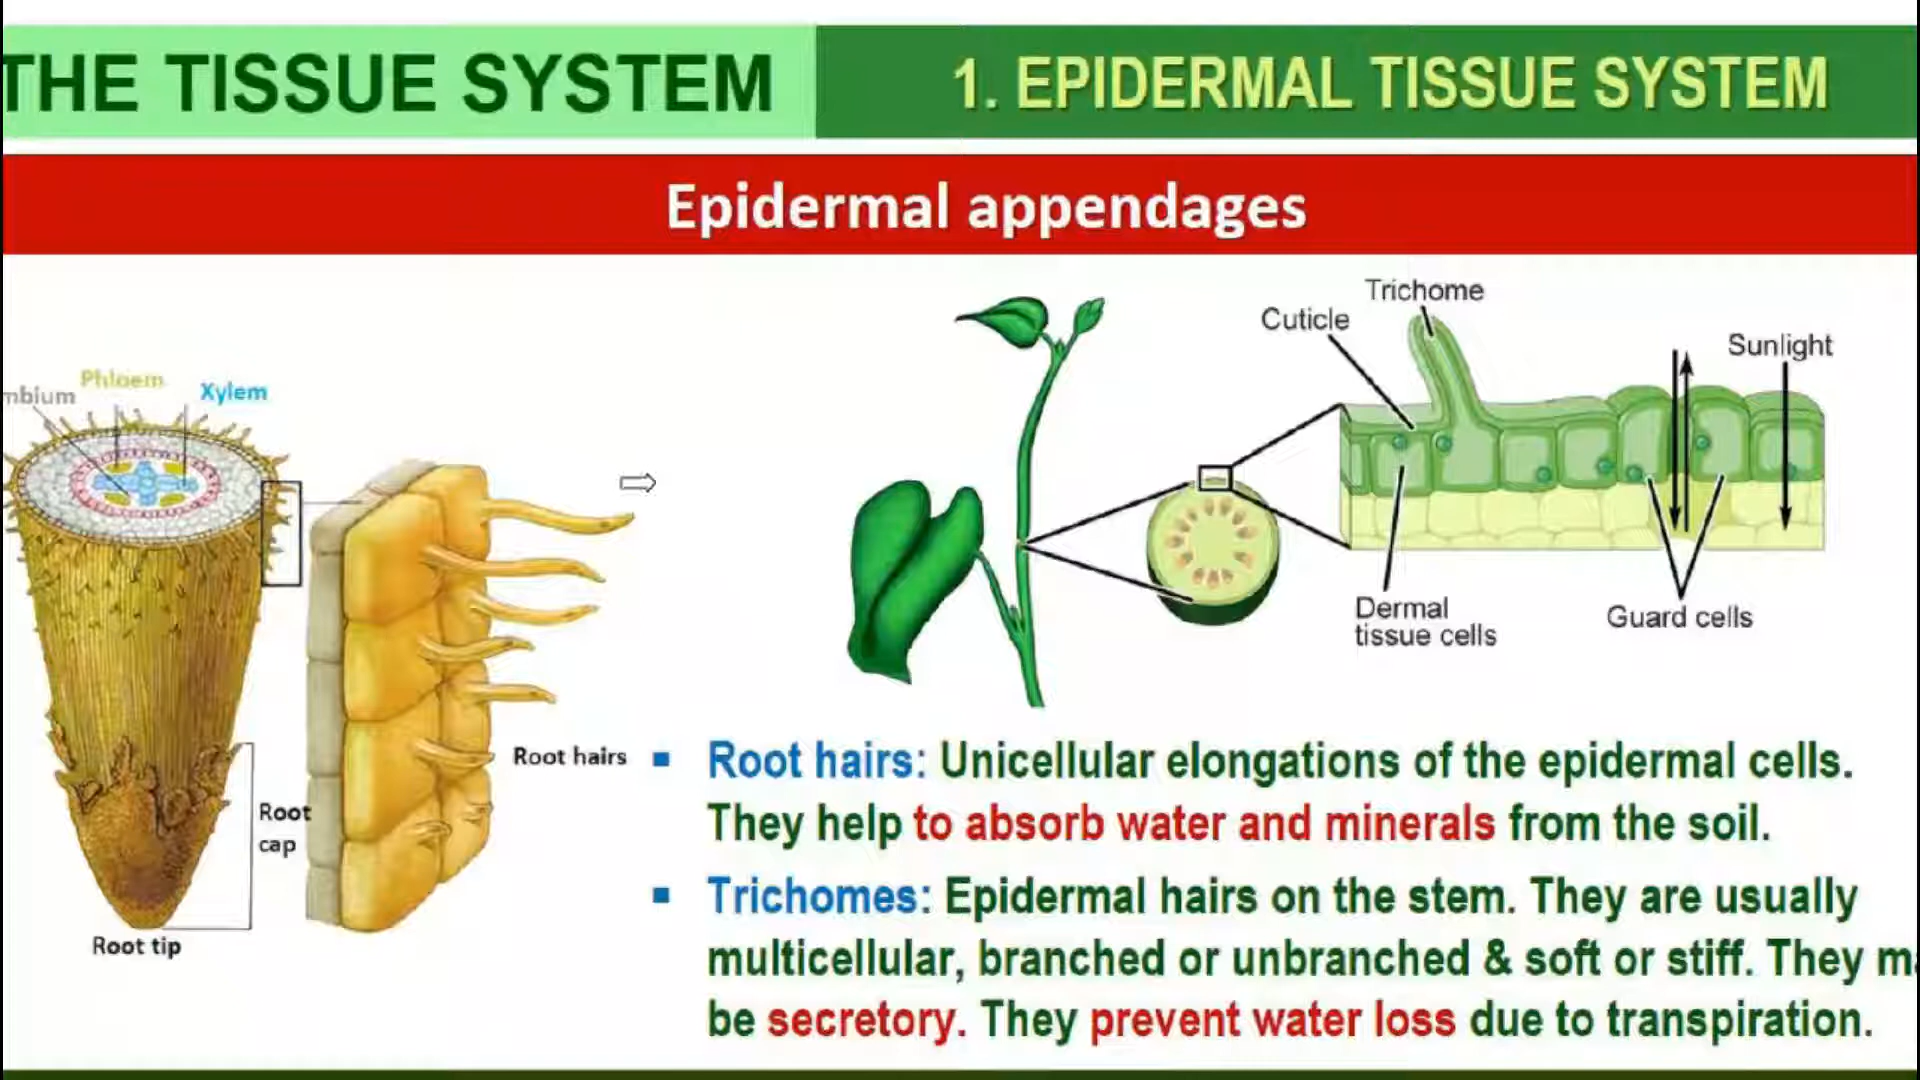 THE TISSUE SYSTEM
1. EPIDERMAL TISSUE SYSTEM
Epidermal appendages
mbium
Phloem
Xylem
Root hairs
Root
cap
Root tip
Trichome
Cuticle
Sunlight
Dermal
tissue cells
Guard cells
▪ Root hairs: Unicellular elongations of the epidermal cells.
They help to absorb water and minerals from the soil.
▪ Trichomes: Epidermal hairs on the stem. They are usually
multicellular, branched or unbranched & soft or stiff. They ma
be secretory. They prevent water loss due to transpiration.